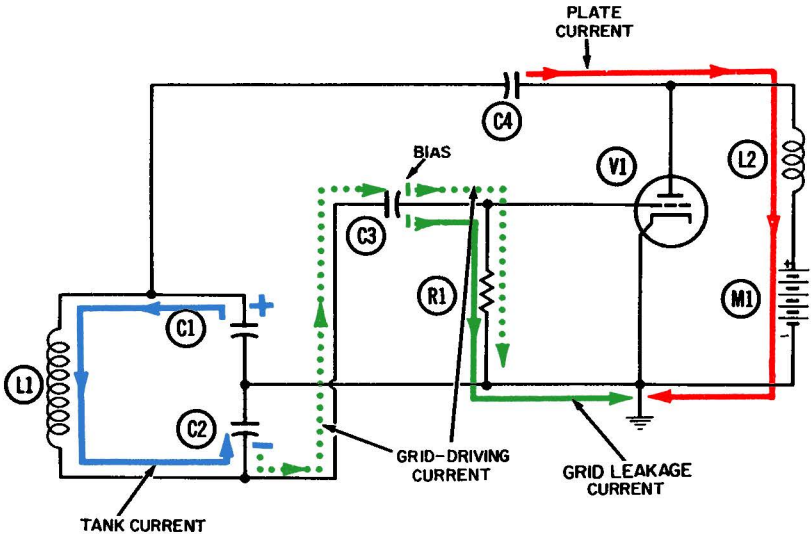 PLATE
CURRENT
C4
BIAS
V1
L2
C3
R1
M1
+
-
+
C1
L1
C2
-
GRID-DRIVING
CURRENT
GRID LEAKAGE
CURRENT
TANK CURRENT